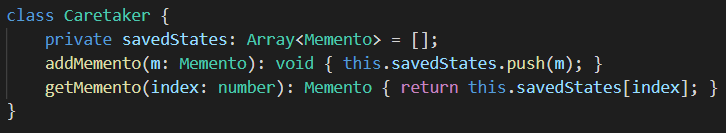 class Caretaker {
    private savedStates: Array<Memento> = [];
    addMemento(m: Memento): void { this.savedStates.push(m); }
    getMemento(index: number): Memento { return this.savedStates[index]; }
}